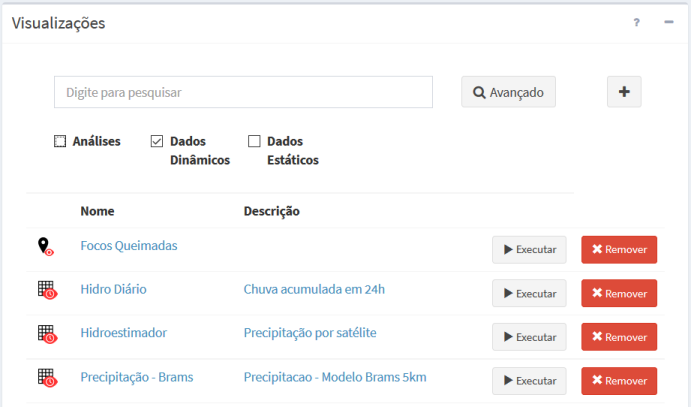 Visualizações ? −
Digite para pesquisar Avançado +
Análises Dados Dinâmicos Dados Estáticos
Nome Descrição
Focos Queimadas Executar Remover
Hidro Diário Chuva acumulada em 24h Executar Remover
Hidroestimador Precipitação por satélite Executar Remover
Precipitação - Brams Precipitacao - Modelo Brams 5km Executar Remover